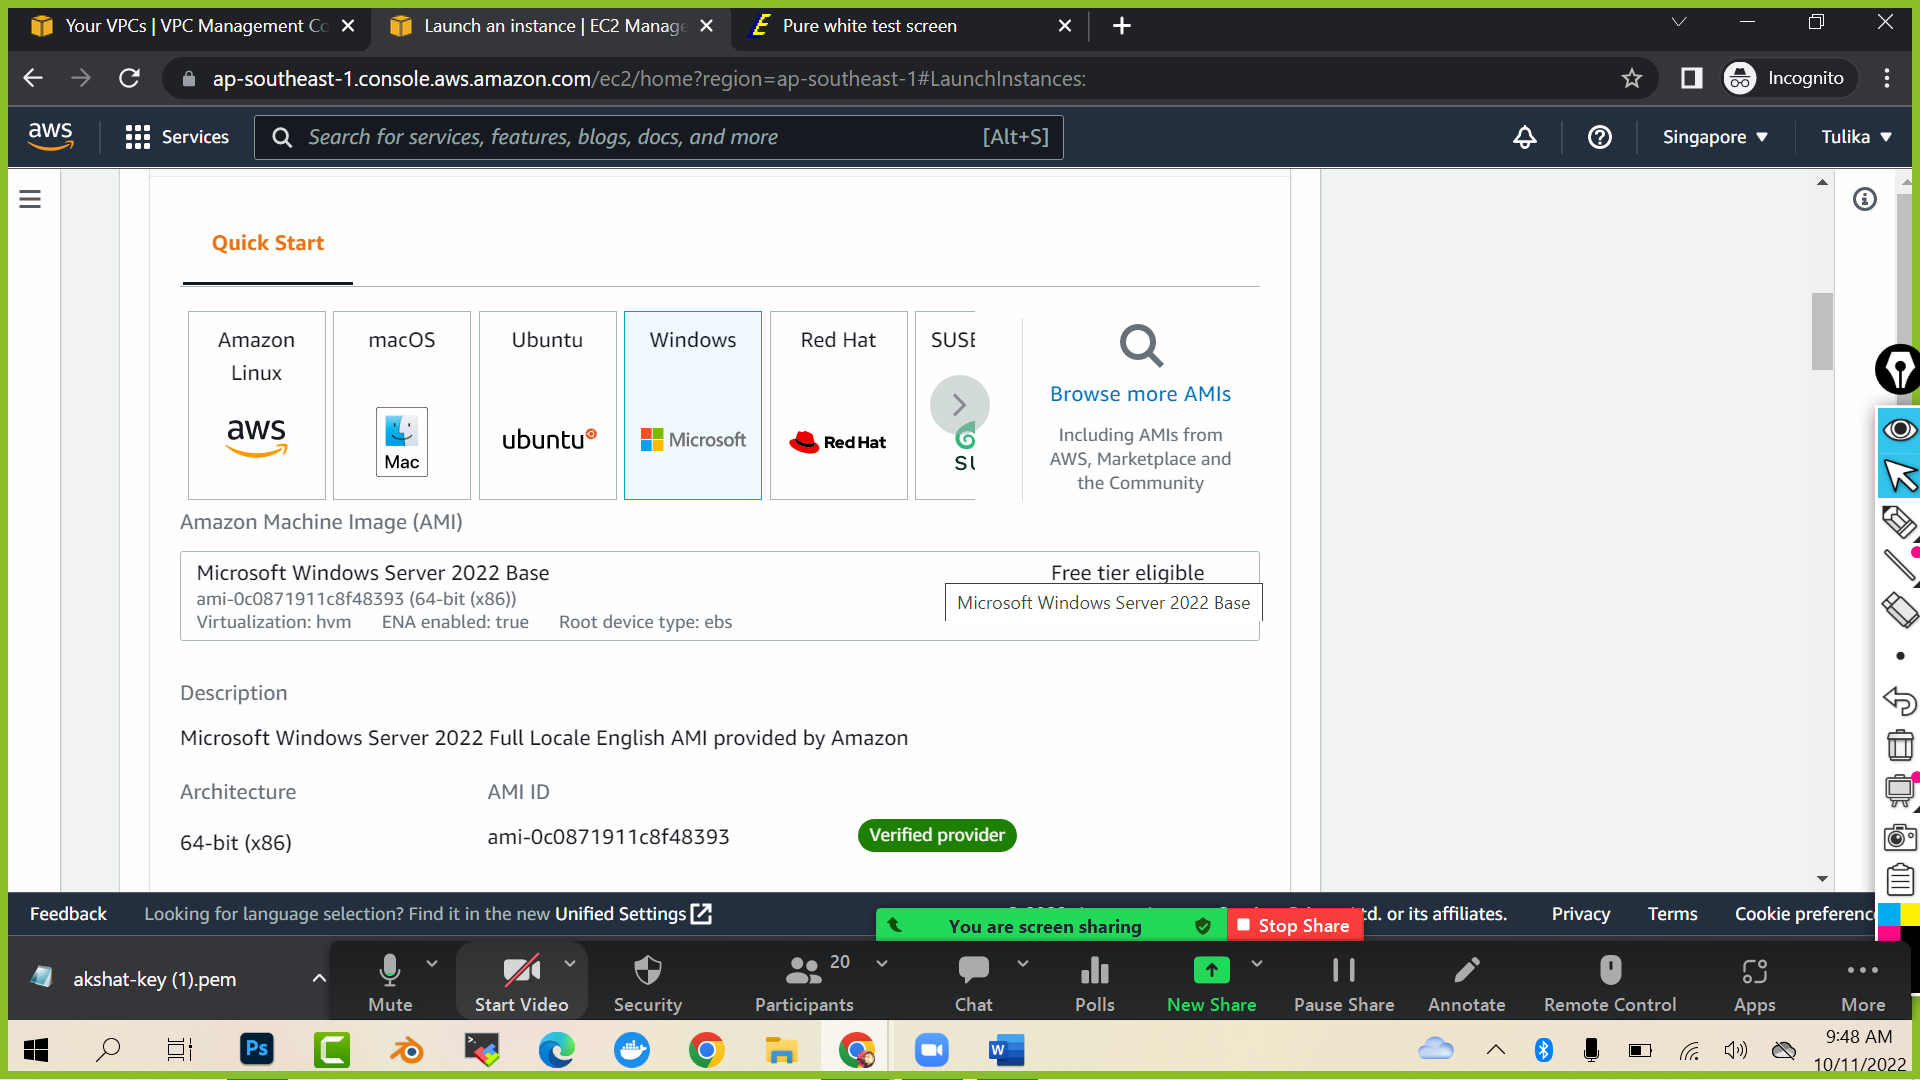 Your VPCs | VPC Management Co
Launch an instance | EC2 Manage
Pure white test screen
ap-southeast-1.console.aws.amazon.com/ec2/home?region=ap-southeast-1#LaunchInstances:
Incognito
aws
Services
Search for services, features, blogs, docs, and more
[Alt+S]
Singapore
Tulika
Quick Start
Amazon
Linux
aws
macOS
Mac
Ubuntu
ubuntu
Windows
Microsoft
Red Hat
Red Hat
SUSE
SU
Browse more AMIs
Including AMIs from
AWS, Marketplace and
the Community
Amazon Machine Image (AMI)
Microsoft Windows Server 2022 Base
Free tier eligible
ami-0c0871911c8f48393 (64-bit (x86))
Microsoft Windows Server 2022 Base
Virtualization: hvm ENA enabled: true Root device type: ebs
Description
Microsoft Windows Server 2022 Full Locale English AMI provided by Amazon
Architecture
AMI ID
64-bit (x86)
ami-0c0871911c8f48393
Verified provider
Feedback
Looking for language selection? Find it in the new Unified Settings
or its affiliates.
Privacy
Terms
Cookie preference
You are screen sharing
Stop Share
akshat-key (1).pem
Mute
Start Video
Security
20
Participants
Chat
Polls
New Share
Pause Share
Annotate
Remote Control
Apps
More
Ps
W
9:48 AM
10/11/2022